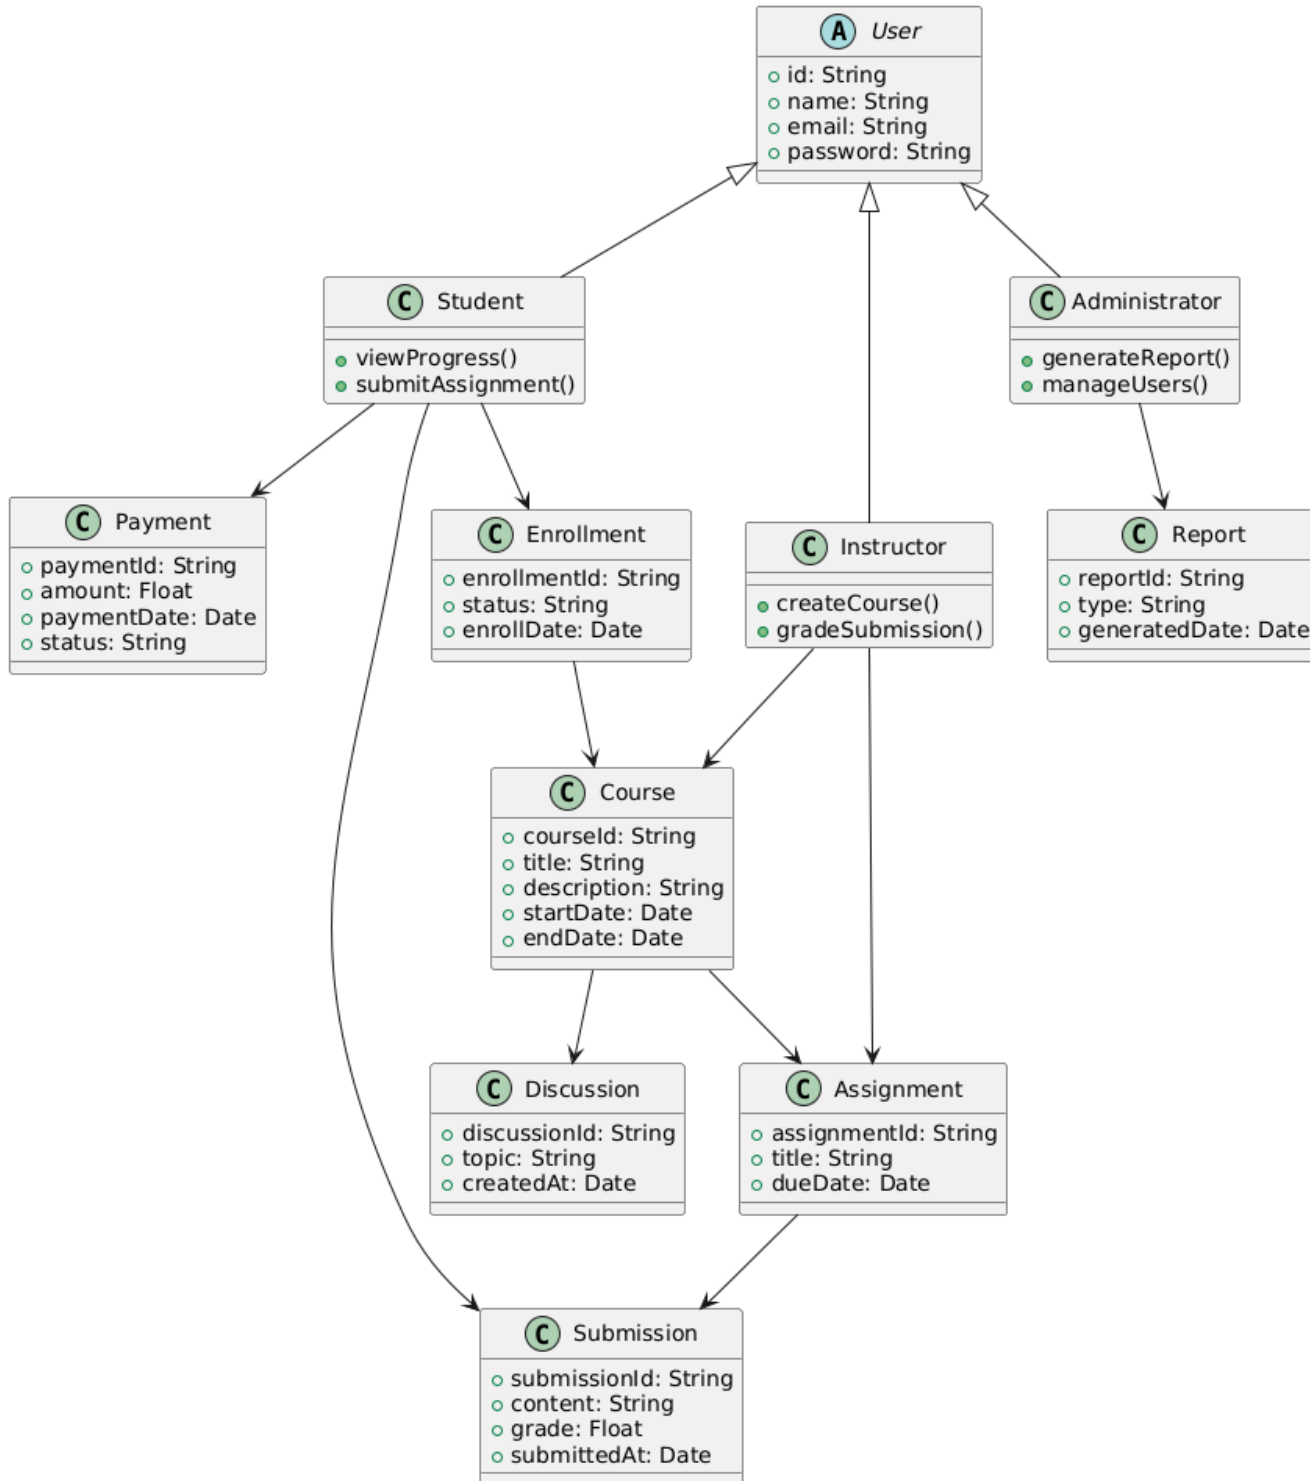 A User
id: String
name: String
email: String
password: String
C Student
viewProgress()
submitAssignment()
C Administrator
generateReport()
manageUsers()
C Payment
paymentId: String
amount: Float
paymentDate: Date
status: String
C Enrollment
enrollmentId: String
status: String
enrollDate: Date
C Instructor
createCourse()
gradeSubmission()
C Report
reportId: String
type: String
generatedDate: Date
C Course
courseId: String
title: String
description: String
startDate: Date
endDate: Date
C Discussion
discussionId: String
topic: String
createdAt: Date
C Assignment
assignmentId: String
title: String
dueDate: Date
C Submission
submissionId: String
content: String
grade: Float
submittedAt: Date